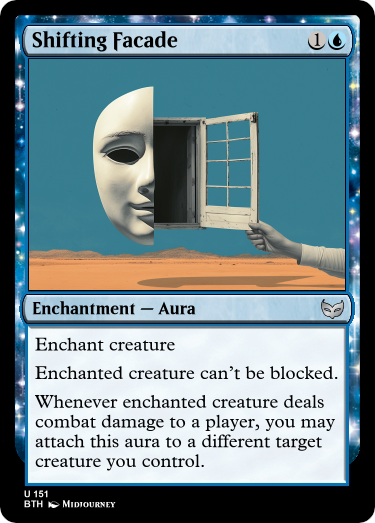 Shifting Facade 1
Enchantment — Aura
Enchant creature
Enchanted creature can't be blocked.
Whenever enchanted creature deals
combat damage to a player, you may
attach this aura to a different target
creature you control.
U 151
BTH Midjourney